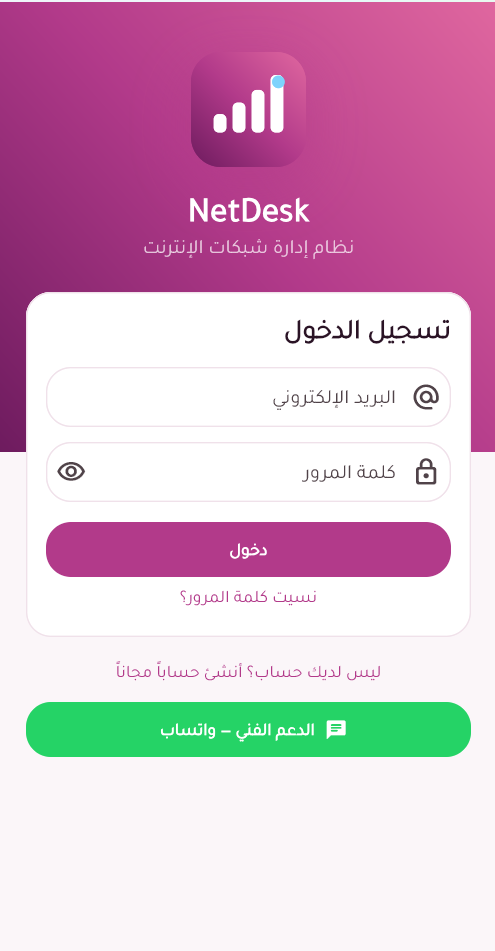 NetDesk
نظام إدارة شبكات الإنترنت
تسجيل الدخول
البريد الإلكتروني
كلمة المرور
دخول
نسيت كلمة المرور؟
ليس لديك حساب؟ أنشئ حساباً مجاناً
الدعم الفني – واتساب